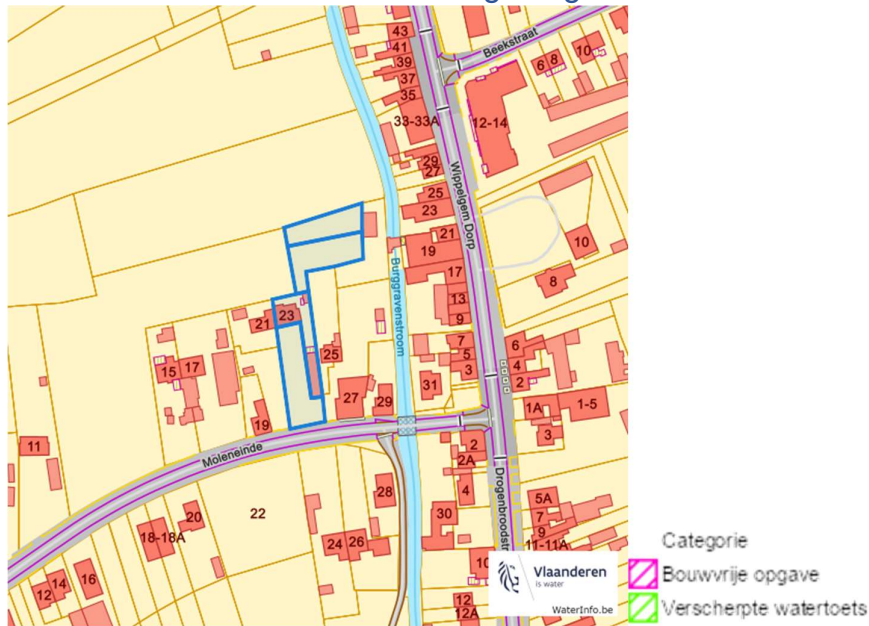 43
41
39
37
35
33-33A
29
27
25
23
21
19
17
13
9
7
5
3
31
Beekstraat
6
8
10
12-14
Wippelgem Dorp
10
8
6
4
2
1A
1-5
3
Burggravenstroom
23
21
25
15
17
27
29
19
11
Moleneinde
2
2A
4
Drogenbroodstr
28
30
22
20
18-18A
24
26
16
14
12
5A
7
9
11-11A
10
12
12A
Vlaanderen
is water
WaterInfo.be
Categorie
Bouwvrije opgave
Verscherpte watertoets